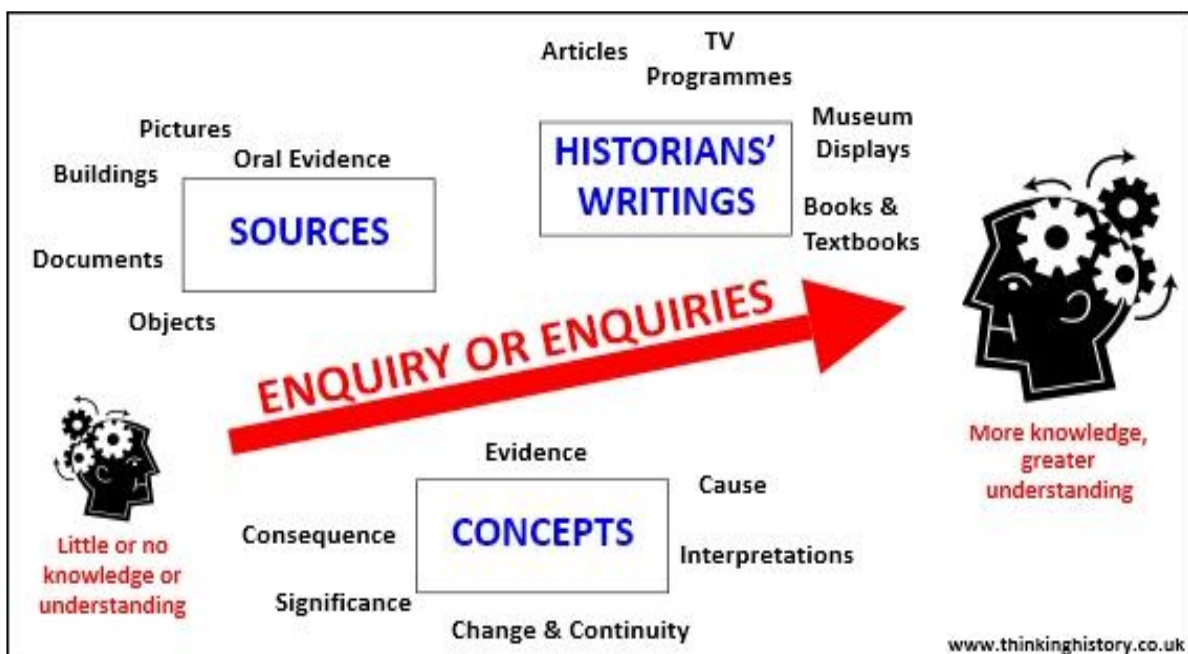 Articles
TV
Programmes
Pictures
Oral Evidence
Buildings
SOURCES
Documents
Objects
HISTORIANS’
WRITINGS
Museum
Displays
Books &
Textbooks
ENQUIRY OR ENQUIRIES
Little or no
knowledge or
understanding
Evidence
Cause
Consequence
CONCEPTS
Interpretations
Significance
Change & Continuity
More knowledge,
greater
understanding
www.thinkinghistory.co.uk